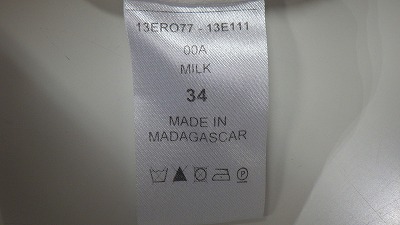 13ERO77 - 13E111
00A
MILK
34
MADE IN
MADAGASCAR